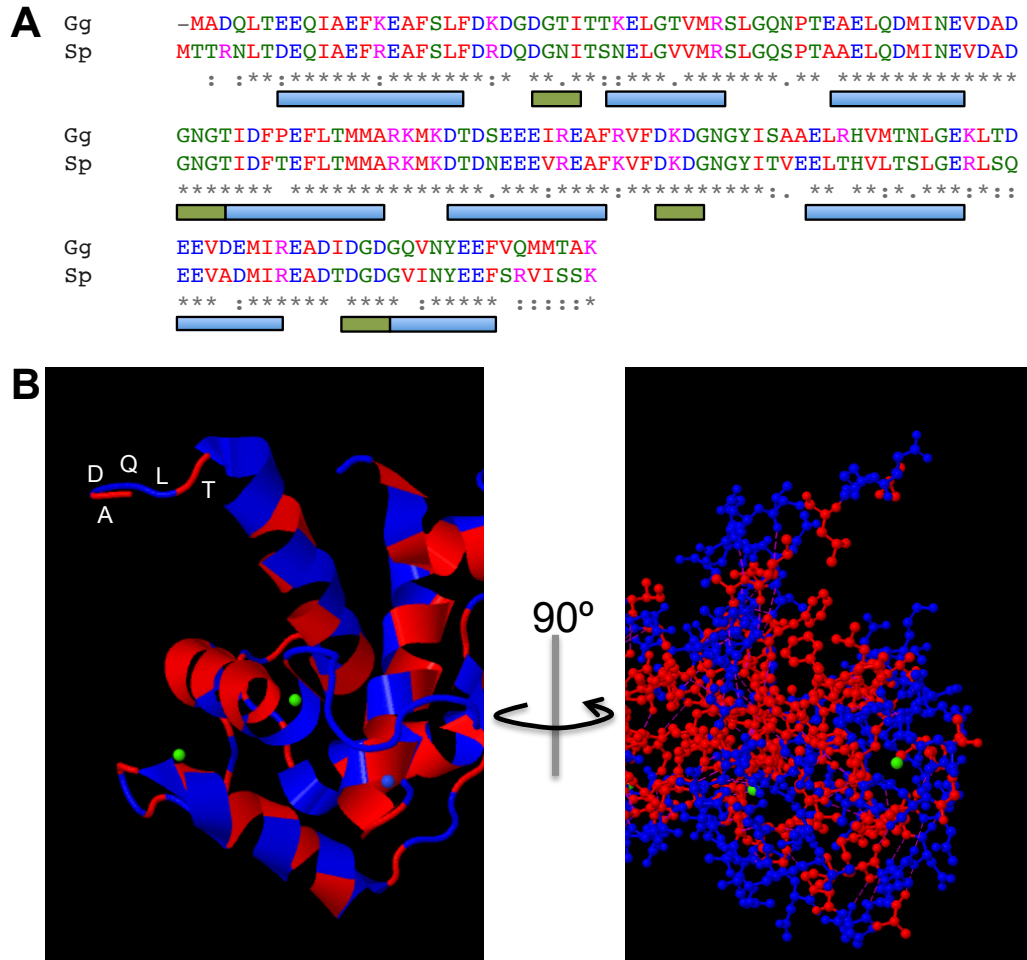 A
Gg –MADQLTEEQIAEFKEAFSLFDKDGDGTITTKELGTVMRSLGQNPTEAELQDMINEVDAD
Sp MTTRNLTDEQIAEFREAFSLFDRDQDGNITSNELGVVMRSLGQSPTAAELQDMINEVDAD
: :**:******:*******:* **.**::***.*******.** *************
Gg GNGTIDFPEFLTMMARKMKDTDSEEEIREAFRVFDKDGNGYISAAELRHVMTNLGEKLTD
Sp GNGTIDFTEFLTMMARKMKDTDNEEEVREAFKVFDKDGNGYITVEELTHVLTSLGERLSQ
******* **************.***:****:**********:. ** **:*.***:*::
Gg EEVDEMIREADIDGDGQVNYEEFVQMMTAK
Sp EEVADMIREADTDGDGVINYEEFSRVISSK
*** :****** **** :***** :::::*
B
D Q L T
A
90º